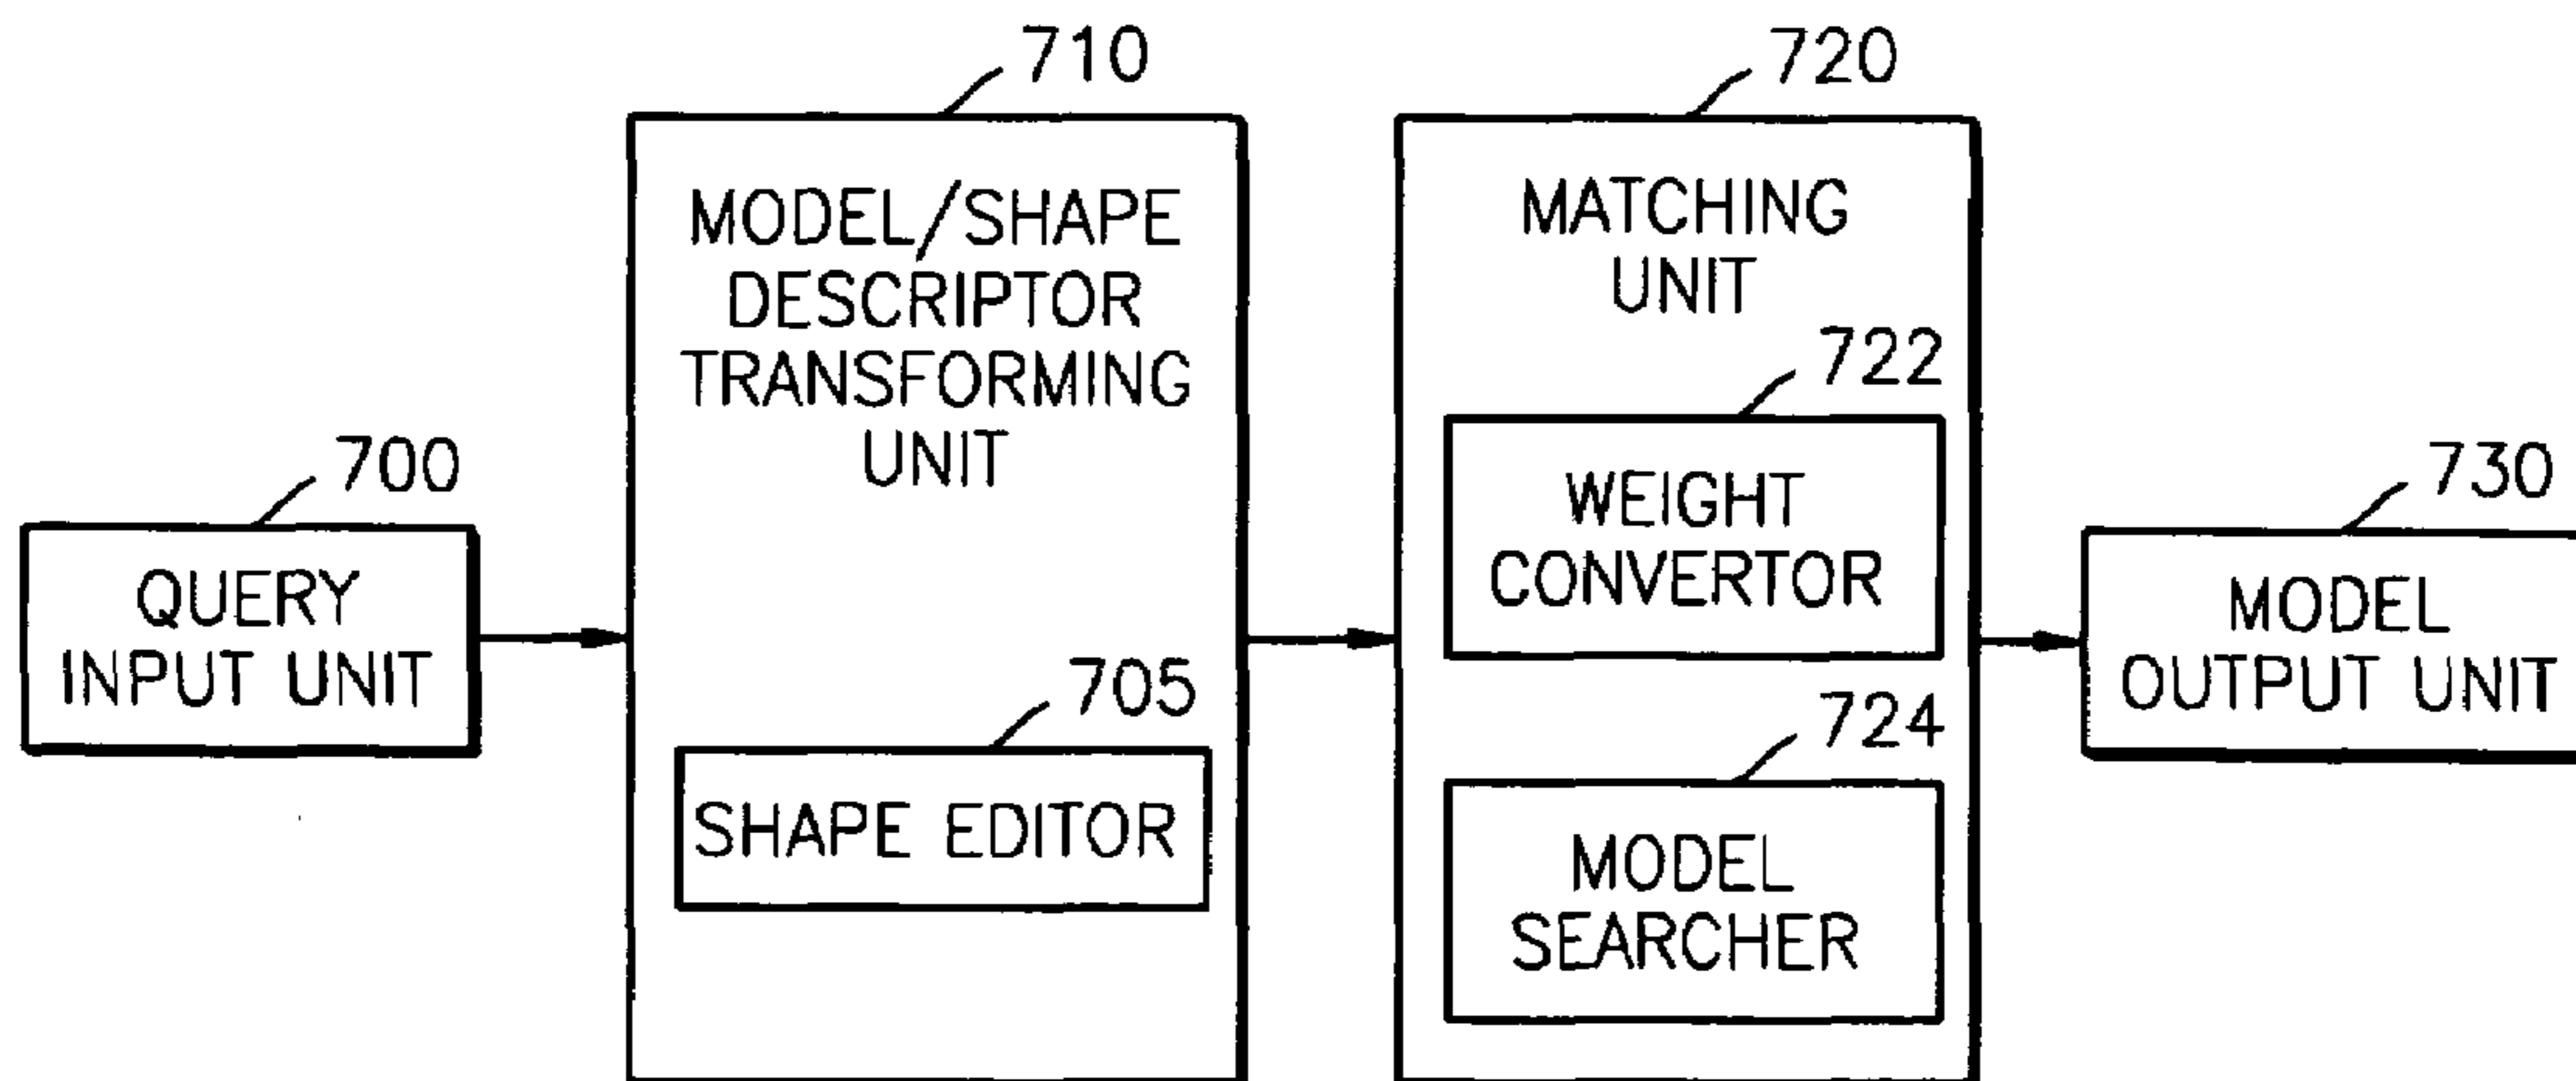 700
QUERY
INPUT UNIT
710
MODEL/SHAPE
DESCRIPTOR
TRANSFORMING
UNIT
705
SHAPE EDITOR
720
MATCHING
UNIT
722
WEIGHT
CONVERTOR
724
MODEL
SEARCHER
730
MODEL
OUTPUT UNIT